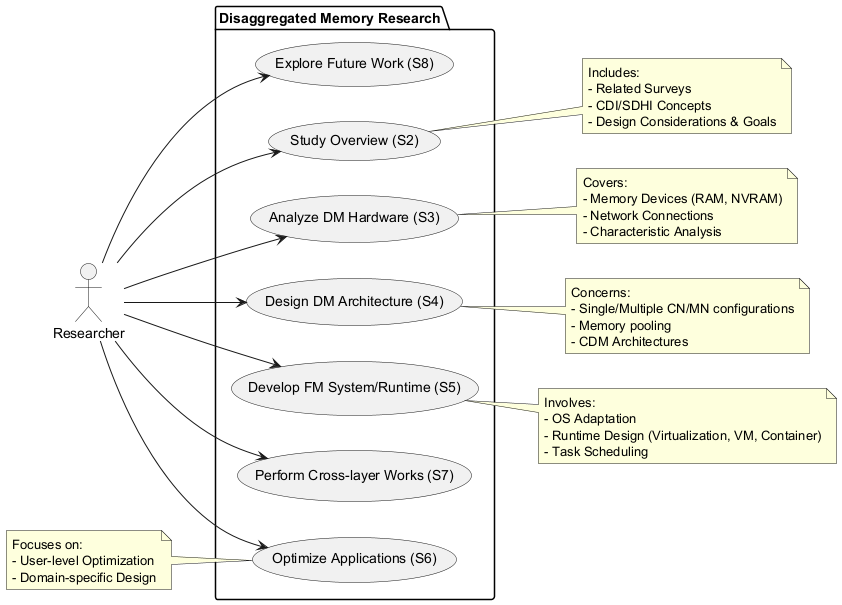 Disaggregated Memory Research
Explore Future Work (S8)
Study Overview (S2)
Includes:
- Related Surveys
- CDI/SDHI Concepts
- Design Considerations & Goals
Analyze DM Hardware (S3)
Covers:
- Memory Devices (RAM, NVRAM)
- Network Connections
- Characteristic Analysis
Researcher
Design DM Architecture (S4)
Concerns:
- Single/Multiple CN/MN configurations
- Memory pooling
- CDM Architectures
Develop FM System/Runtime (S5)
Involves:
- OS Adaptation
- Runtime Design (Virtualization, VM, Container)
- Task Scheduling
Perform Cross-layer Works (S7)
Focuses on:
- User-level Optimization
- Domain-specific Design
Optimize Applications (S6)